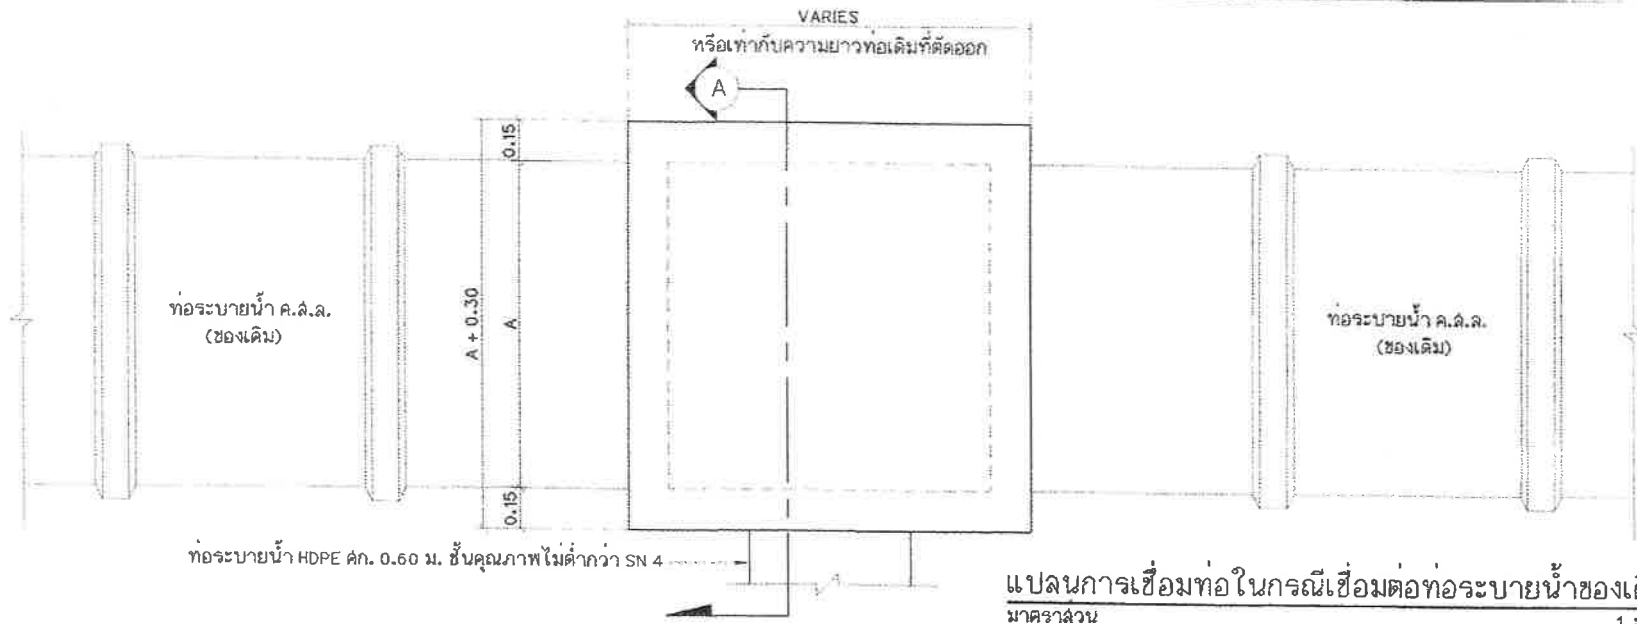 VARIES
หรือเท่ากับความยาวท่อเดิมที่ตัดออก
A
0.15
A + 0.30
A
0.15
ท่อระบายน้ำ ค.ส.ล.
(ของเดิม)
ท่อระบายน้ำ ค.ส.ล.
(ของเดิม)
ท่อระบายน้ำ HDPE ศก. 0.60 ม. ชั้นคุณภาพไม่ต่ำกว่า SN 4
แปลนการเชื่อมท่อในกรณีเชื่อมต่อท่อระบายน้ำของ
มาตราส่วน